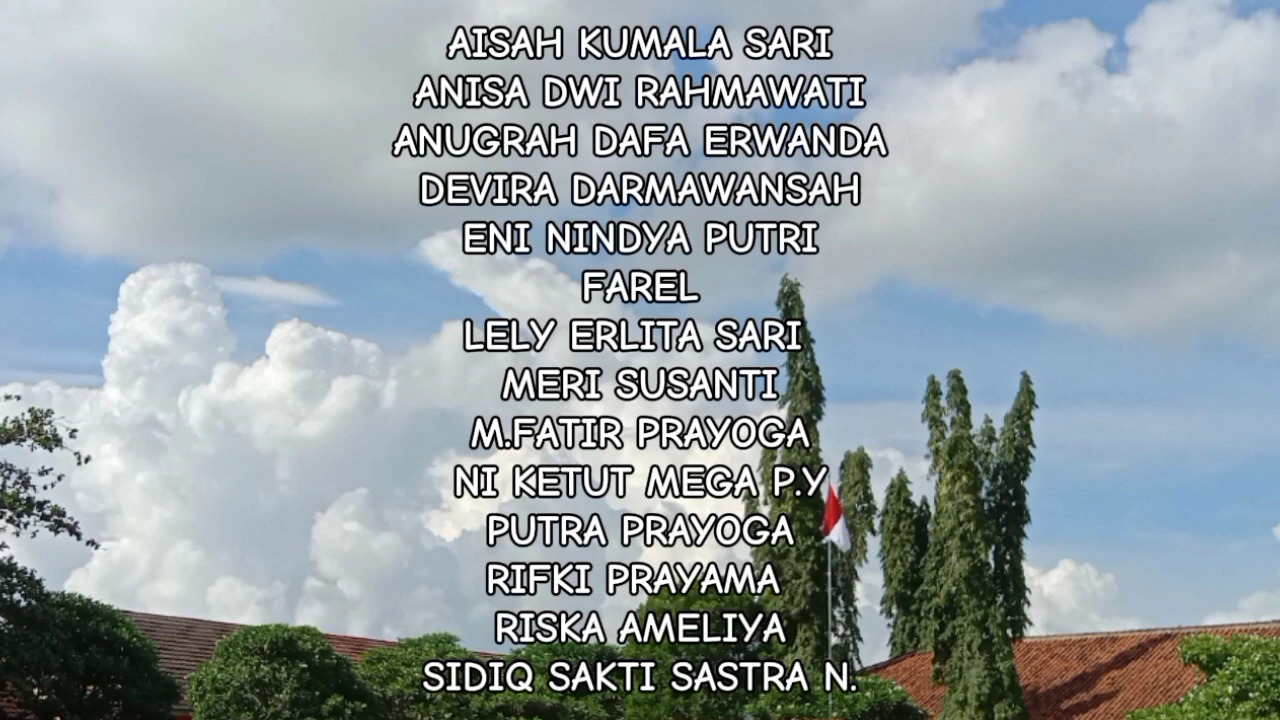 AISAH KUMALA SARI
ANISA DWI RAHMAWATI
ANUGRAH DAFA ERWANDA
DEVIRA DARMAWANSAH
ENI NINDYA PUTRI
FAREL
LELY ERLITA SARI
MERI SUSANTI
M.FATIR PRAYOGA
NI KETUT MEGA P.Y
PUTRA PRAYOGA
RIFKI PRAYAMA
RISKA AMELIYA
SIDIQ SAKTI SASTRA N.